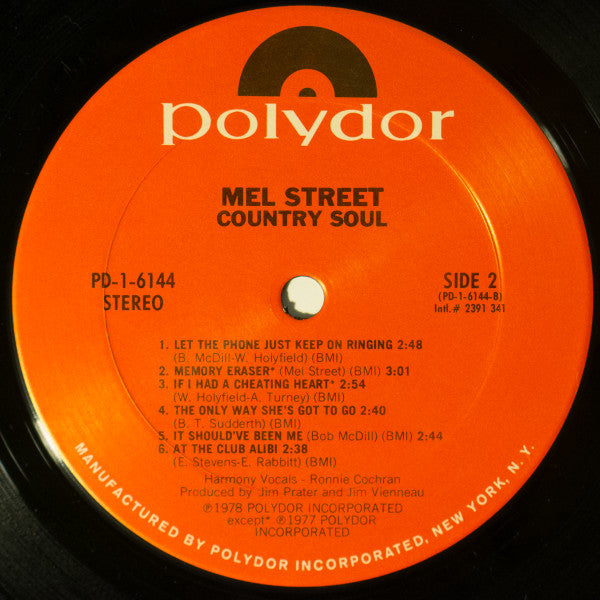 polydor
MEL STREET
COUNTRY SOUL
PD-1-6144
STEREO
SIDE 2
(PD-1-6144-B)
Intl.# 2391 341
1. LET THE PHONE JUST KEEP ON RINGING 2:48
(B. McDill-W. Holyfield) (BMI)
2. MEMORY ERASER* (Mel Street) (BMI) 3:01
3. IF I HAD A CHEATING HEART* 2:54
(W. Holyfield-A. Turney) (BMI)
4. THE ONLY WAY SHE'S GOT TO GO 2:40
(B. T. Sudderth) (BMI)
5. IT SHOULD'VE BEEN ME (Bob McDill) (BMI) 2:44
6. AT THE CLUB ALIBI 2:38
(E. Stevens-E. Rabbitt) (BMI)
Harmony Vocals - Ronnie Cochran
Produced by Jim Prater and Jim Vienneau
℗1978 POLYDOR INCORPORATED
except* ℗1977 POLYDOR
INCORPORATED
MANUFACTURED BY POLYDOR INCORPORATED, NEW YORK, N. Y.